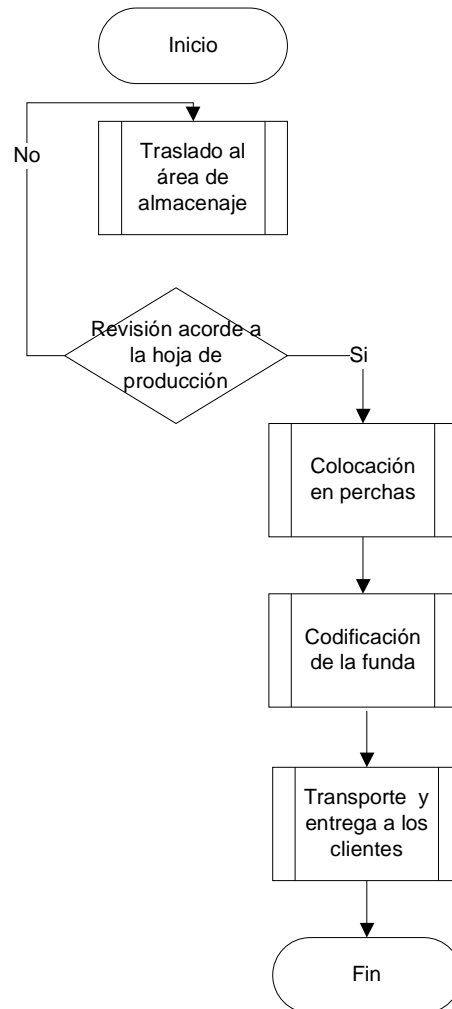 Inicio
No
Traslado al
área de
almacenaje
Revisión acorde a
la hoja de
producción
Si
Colocación
en perchas
Codificación
de la funda
Transporte y
entrega a los
clientes
Fin